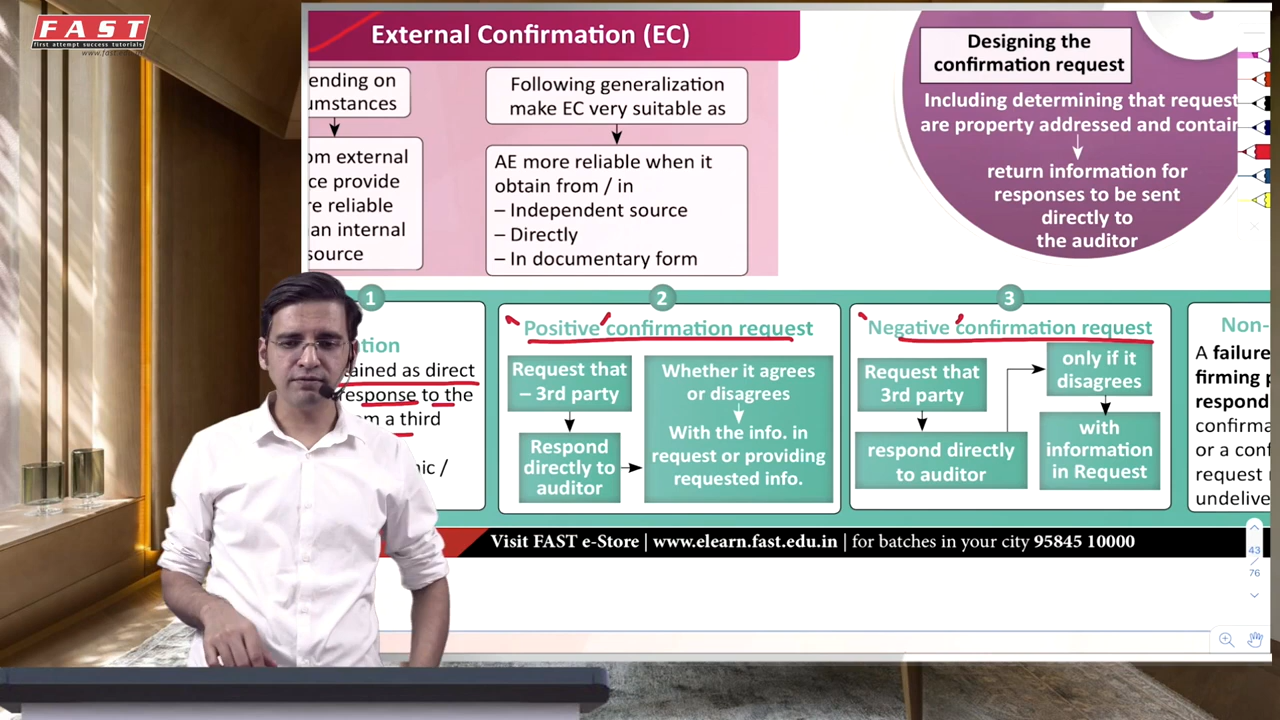 FAST
first attempt success tutorials
External Confirmation (EC)
ending on
umstances
om external
ce provide
re reliable
an internal
source
Following generalization
make EC very suitable as
AE more reliable when it
obtain from / in
– Independent source
– Directly
– In documentary form
Designing the
confirmation request
Including determining that request
are property addressed and contain
return information for
responses to be sent
directly to
the auditor
1
tion
tained as direct
response to the
om a third
nic /
2
Positive confirmation request
Request that
– 3rd party
Respond
directly to
auditor
Whether it agrees
or disagrees
With the info. in
request or providing
requested info.
3
Negative confirmation request
Request that
3rd party
respond directly
to auditor
only if it
disagrees
with
information
in Request
Non-
A failure
firming p
respond
confirma
or a conf
request
undelive
Visit FAST e-Store | www.elearn.fast.edu.in | for batches in your city 95845 10000
43
/
76